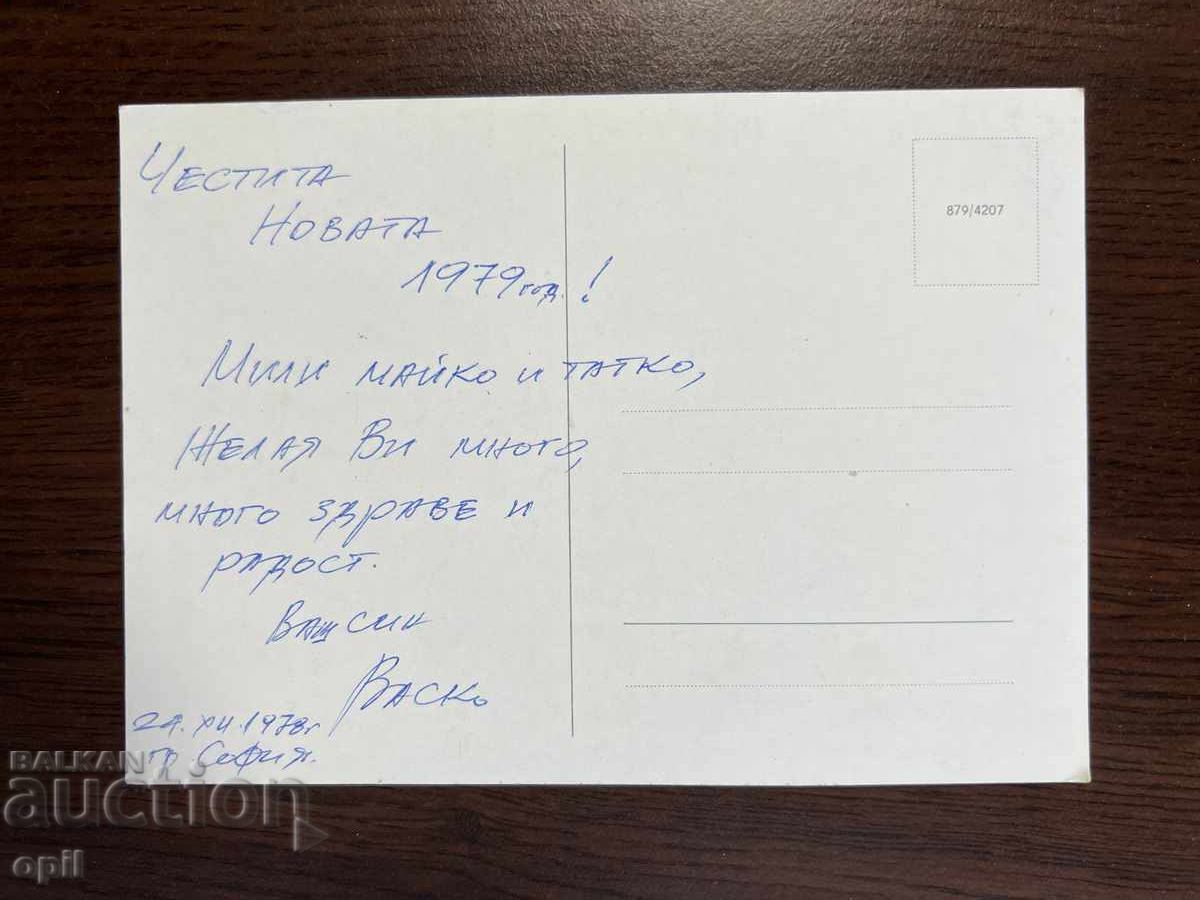 Честита
Новата
1979 год.!
Мили майко и татко,
Желая Ви много,
много здраве и
радост.
Ваш син
Васко
24.XII.1978г
гр. София.
879/4207
BALKAN
auction
opil